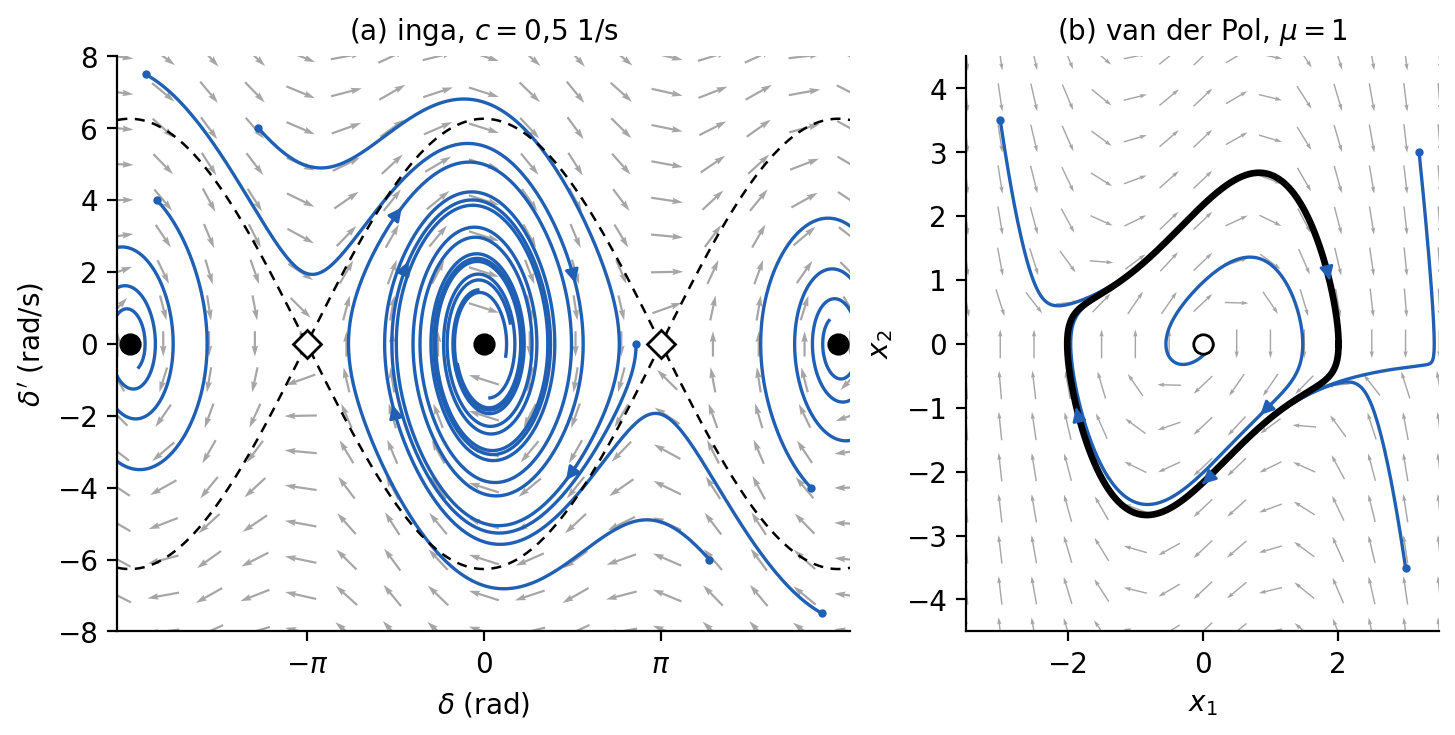 (a) inga, c = 0,5 1/s
8
6
4
2
0
−2
−4
−6
−8
δ′ (rad/s)
−π
0
π
δ (rad)
(b) van der Pol, μ = 1
4
3
2
1
0
−1
−2
−3
−4
x₂
−2
0
2
x₁